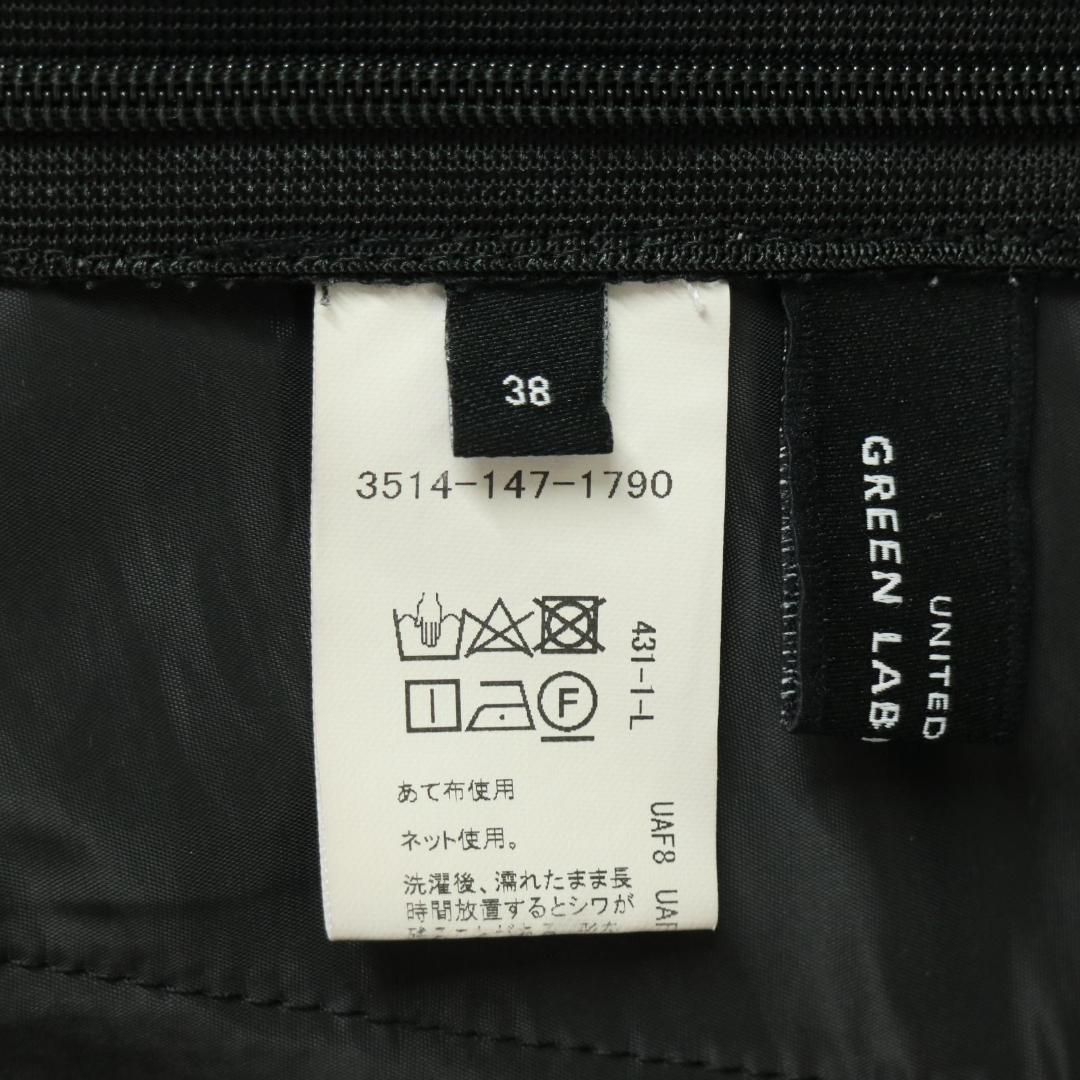 38
3514-147-1790
431-1-L
F
あて布使用
ネット使用。
洗濯後、濡れたまま長
時間放置するとシワが
UAF8 UAF
UNITED
GREEN LAB